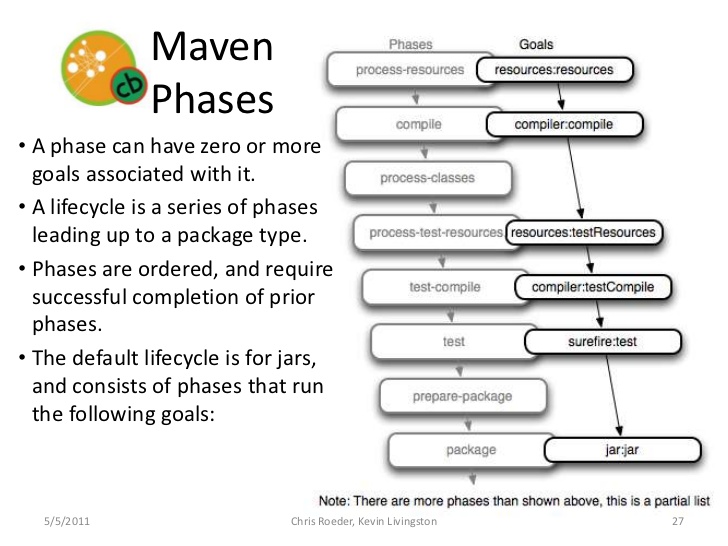 Maven
Phases
cb
• A phase can have zero or more
goals associated with it.
• A lifecycle is a series of phases
leading up to a package type.
• Phases are ordered, and require
successful completion of prior
phases.
• The default lifecycle is for jars,
and consists of phases that run
the following goals:
Phases Goals
process-resources resources:resources
compile compiler:compile
process-classes
process-test-resources resources:testResources
test-compile compiler:testCompile
test surefire:test
prepare-package
package jar:jar
Note: There are more phases than shown above, this is a partial list
5/5/2011 Chris Roeder, Kevin Livingston 27